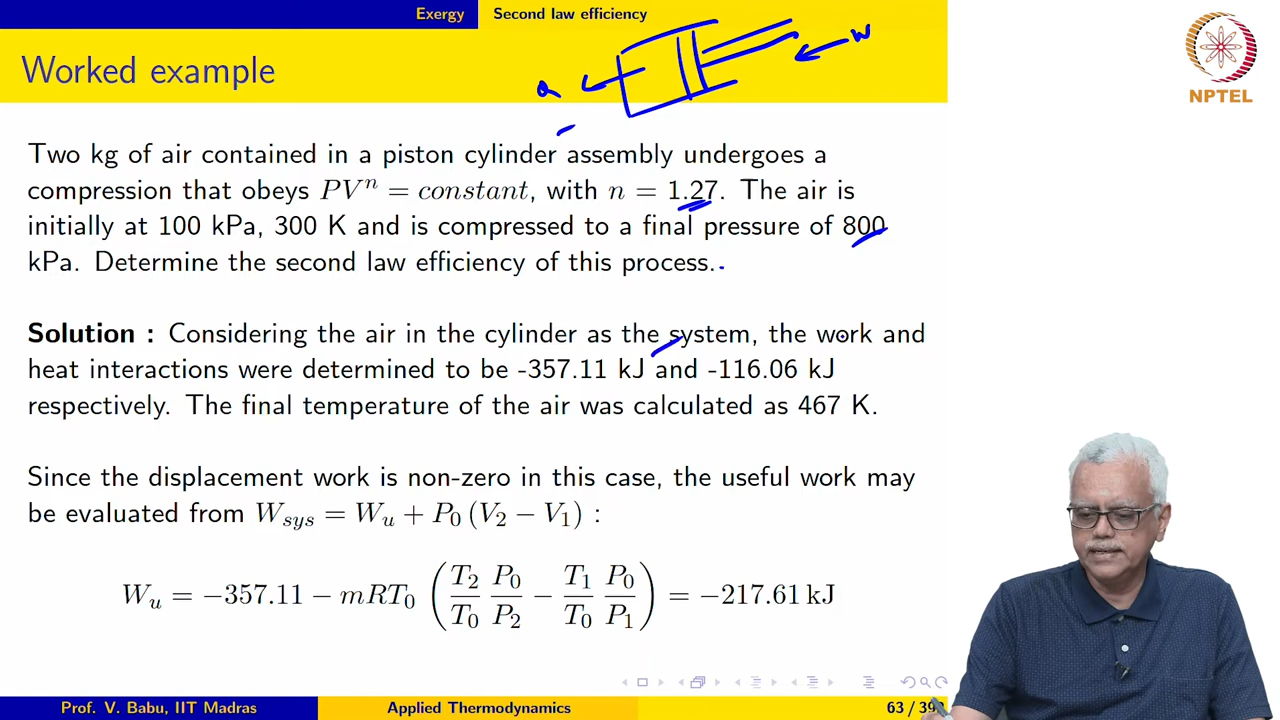 Exergy Second law efficiency
Worked example
W
Q
NPTEL
Two kg of air contained in a piston cylinder assembly undergoes a
compression that obeys PVⁿ = constant, with n = 1.27. The air is
initially at 100 kPa, 300 K and is compressed to a final pressure of 800
kPa. Determine the second law efficiency of this process.
Solution : Considering the air in the cylinder as the system, the work and
heat interactions were determined to be -357.11 kJ and -116.06 kJ
respectively. The final temperature of the air was calculated as 467 K.
Since the displacement work is non-zero in this case, the useful work may
be evaluated from W_sys = W_u + P_0 (V_2 − V_1) :
W_u = −357.11 − mRT_0 (T_2/T_0 P_0/P_2 − T_1/T_0 P_0/P_1) = −217.61 kJ
Prof. V. Babu, IIT Madras Applied Thermodynamics 63 / 39